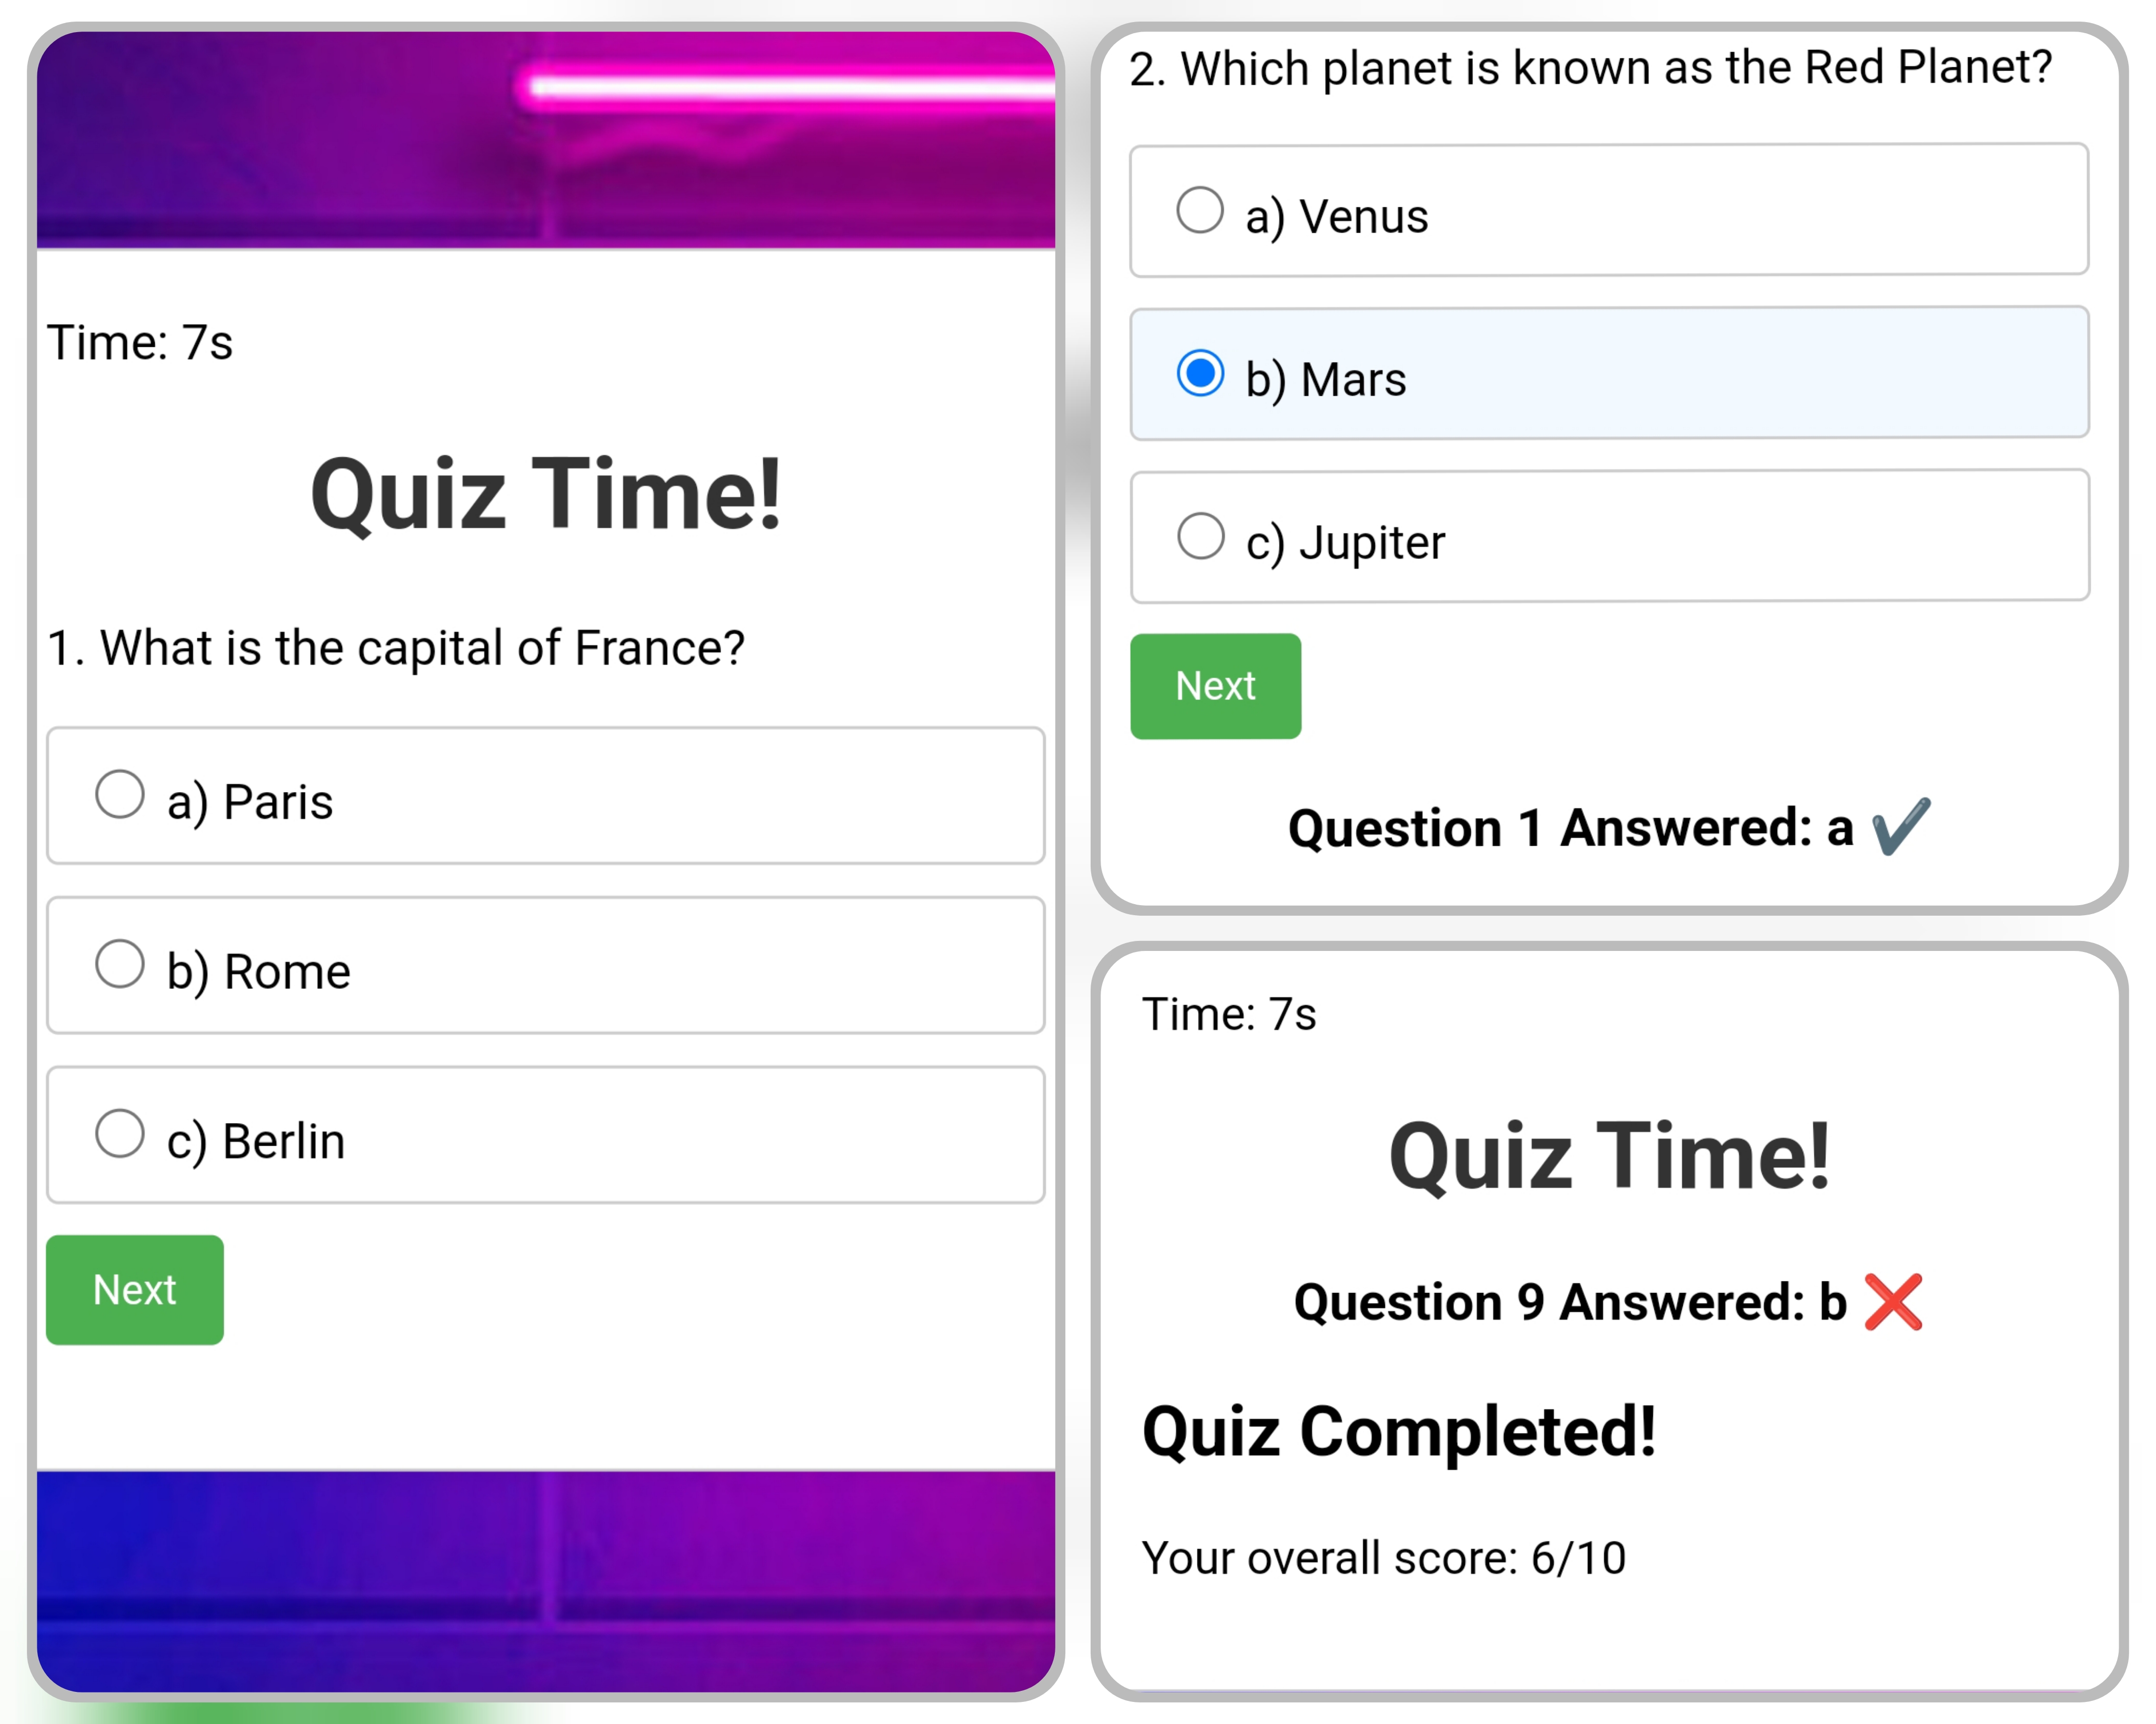 Time: 7s
Quiz Time!
1. What is the capital of France?
a) Paris
b) Rome
c) Berlin
Next
2. Which planet is known as the Red Planet?
a) Venus
b) Mars
c) Jupiter
Next
Question 1 Answered: a ✔️
Time: 7s
Quiz Time!
Question 9 Answered: b ❌
Quiz Completed!
Your overall score: 6/10